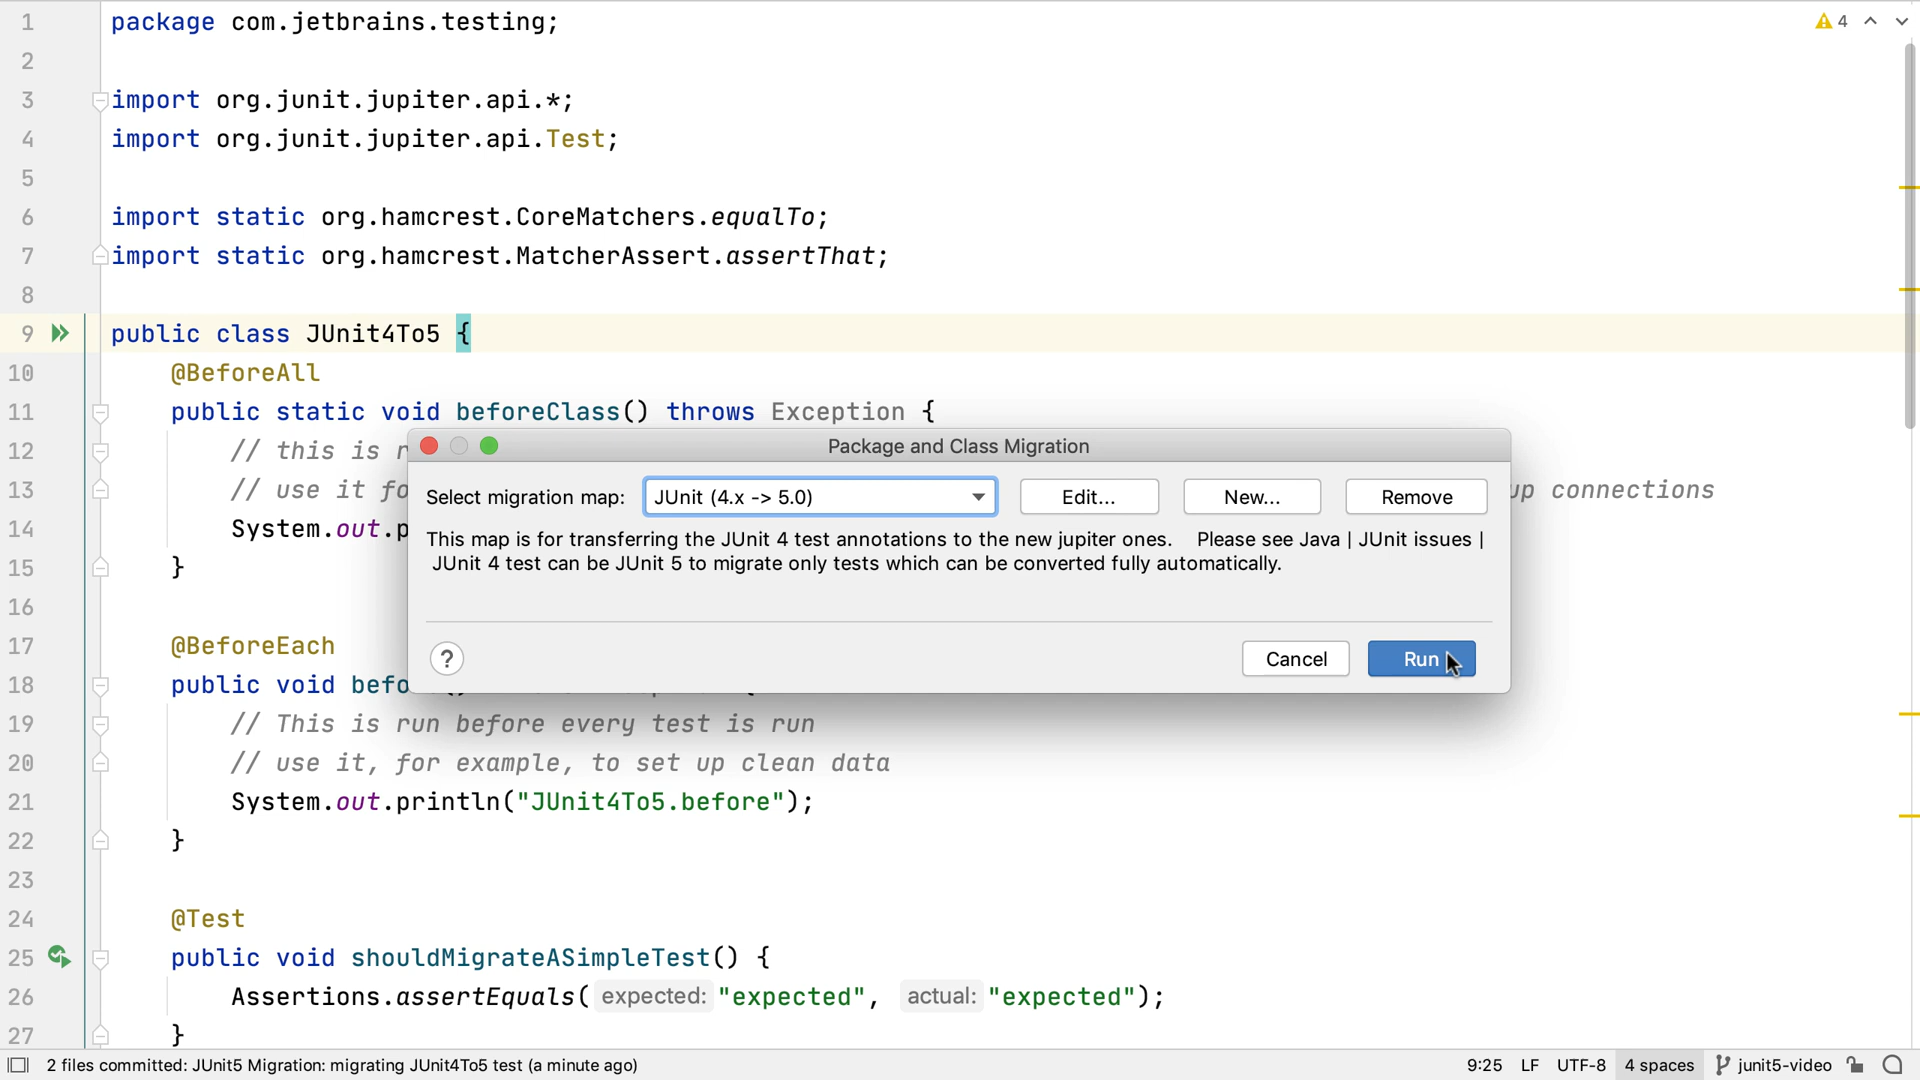 1 package com.jetbrains.testing; 4
2
3 import org.junit.jupiter.api.*;
4 import org.junit.jupiter.api.Test;
5
6 import static org.hamcrest.CoreMatchers.equalTo;
7 import static org.hamcrest.MatcherAssert.assertThat;
8
9 public class JUnit4To5 {
10 @BeforeAll
11 public static void beforeClass() throws Exception {
12 // this is
13 // use it up connections
14 System.out.
15 }
16
17 @BeforeEach
18 public void
19 // This is run before every test is run
20 // use it, for example, to set up clean data
21 System.out.println("JUnit4To5.before");
22 }
23
24 @Test
25 public void shouldMigrateASimpleTest() {
26 Assertions.assertEquals( expected: "expected", actual: "expected");
27 }
Package and Class Migration
Select migration map: JUnit (4.x -> 5.0) Edit... New... Remove
This map is for transferring the JUnit 4 test annotations to the new jupiter ones. Please see Java | JUnit issues |
JUnit 4 test can be JUnit 5 to migrate only tests which can be converted fully automatically.
? Cancel Run
2 files committed: JUnit5 Migration: migrating JUnit4To5 test (a minute ago) 9:25 LF UTF-8 4 spaces junit5-video